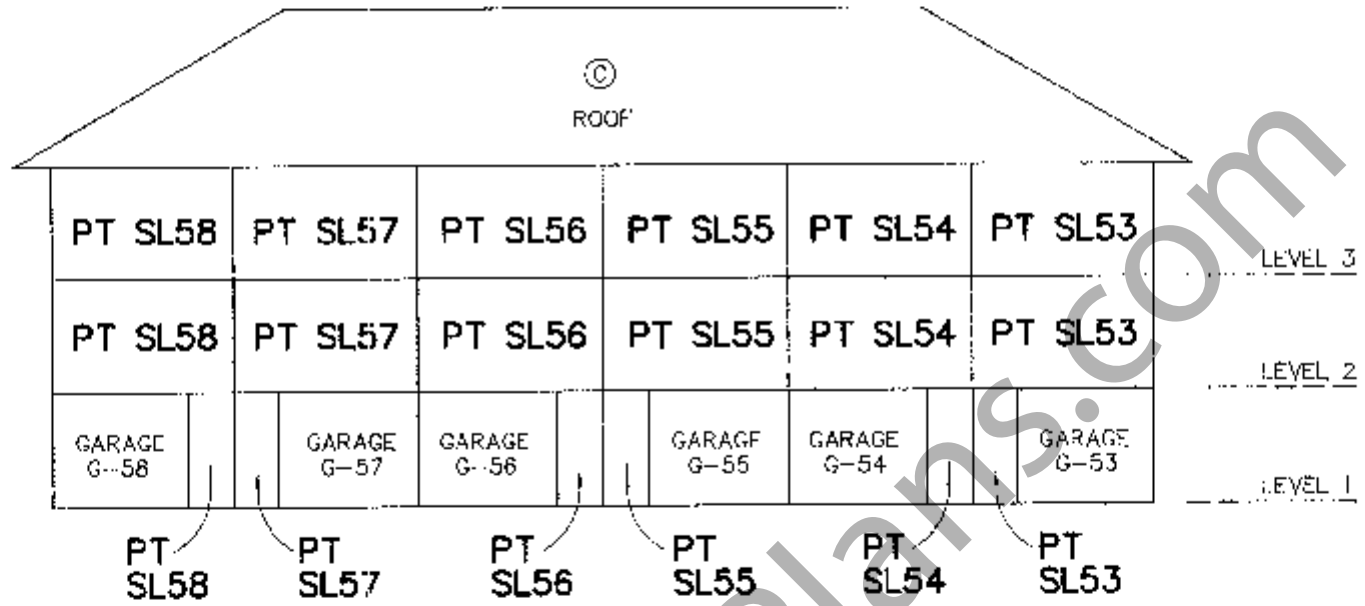 Ⓒ
ROOF
PT SL58 PT SL57 PT SL56 PT SL55 PT SL54 PT SL53
LEVEL 3
PT SL58 PT SL57 PT SL56 PT SL55 PT SL54 PT SL53
LEVEL 2
GARAGE GARAGE GARAGE GARAGE GARAGE GARAGE
G-58 G-57 G-56 G-55 G-54 G-53
LEVEL 1
PT PT PT PT PT PT
SL58 SL57 SL56 SL55 SL54 SL53
plans.com